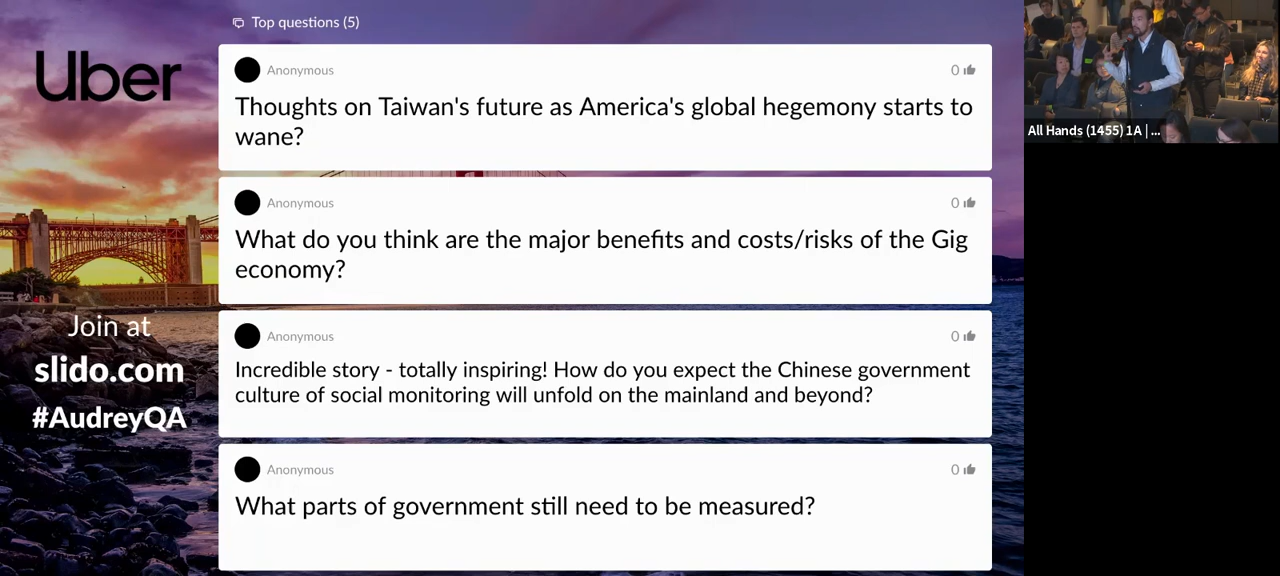 Top questions (5)
Uber
Anonymous
0
Thoughts on Taiwan's future as America's global hegemony starts to
wane?
Anonymous
0
What do you think are the major benefits and costs/risks of the Gig
economy?
Anonymous
0
Incredible story - totally inspiring! How do you expect the Chinese government
culture of social monitoring will unfold on the mainland and beyond?
Anonymous
0
What parts of government still need to be measured?
Join at
slido.com
#AudreyQA
All Hands (1455) 1A | ...